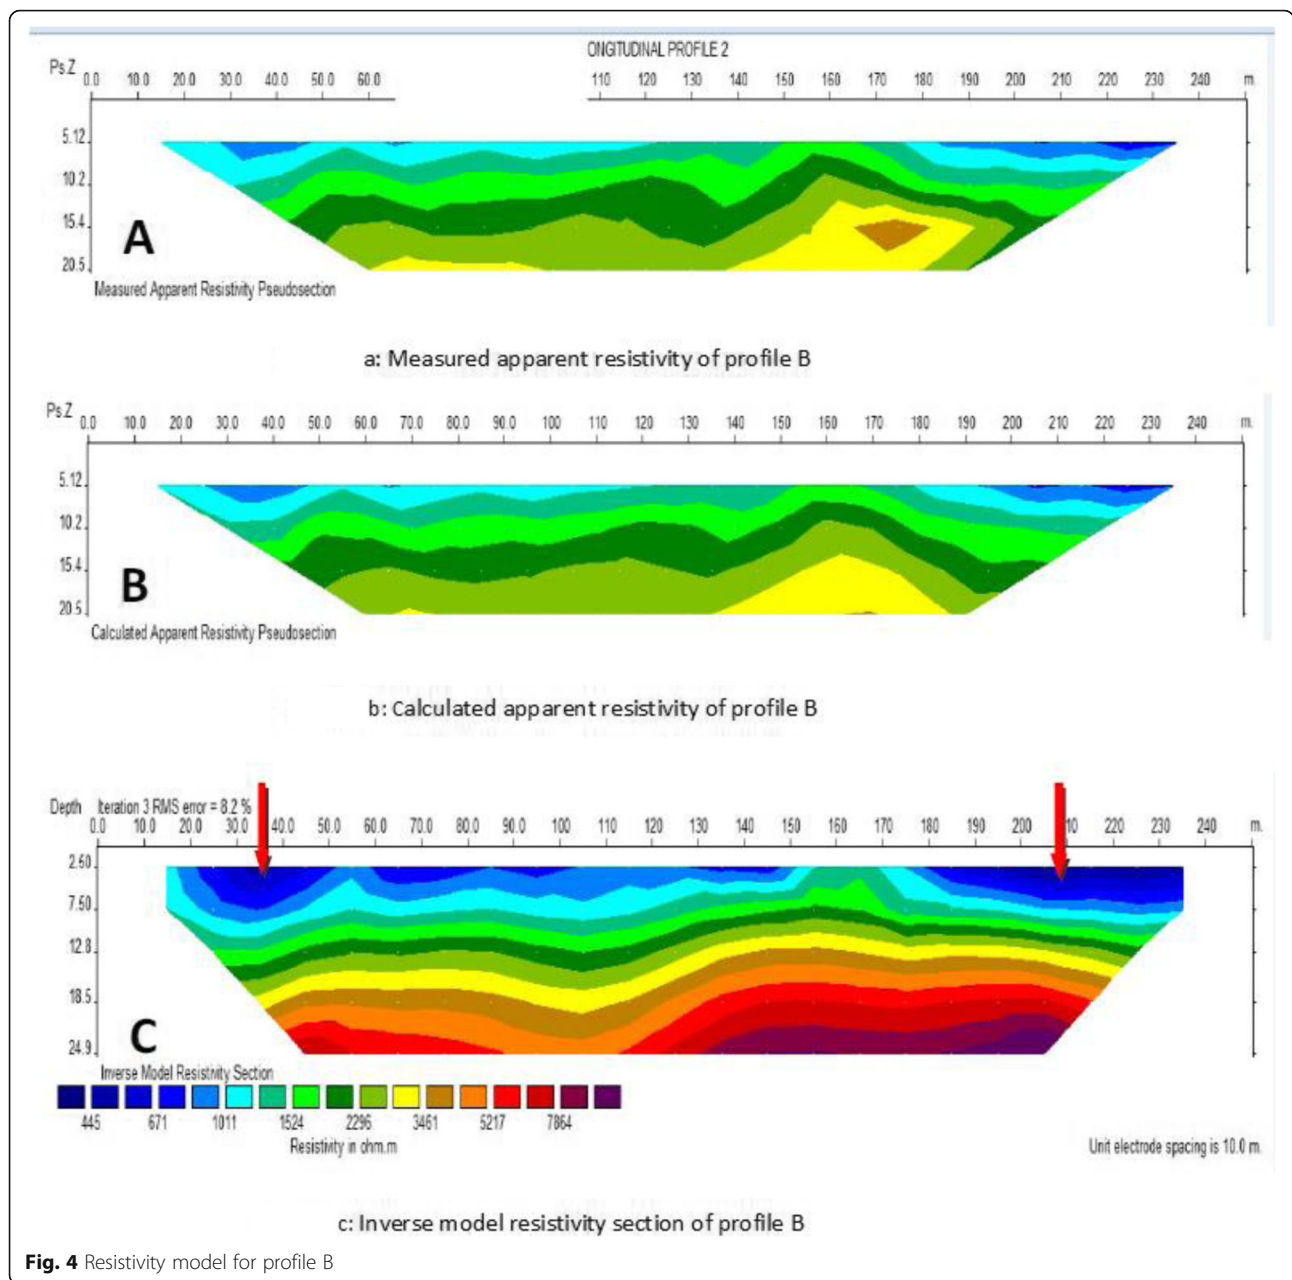 ONGITUDINAL PROFILE 2
Ps.Z 0.0 10.0 20.0 30.0 40.0 50.0 60.0 110 120 130 140 150 160 170 180 190 200 210 220 230 240 m.
5.12
10.2
15.4
20.5
A
Measured Apparent Resistivity Pseudosection
a: Measured apparent resistivity of profile B
Ps.Z 0.0 10.0 20.0 30.0 40.0 50.0 60.0 70.0 80.0 90.0 100 110 120 130 140 150 160 170 180 190 200 210 220 230 240 m.
5.12
10.2
15.4
20.5
B
Calculated Apparent Resistivity Pseudosection
b: Calculated apparent resistivity of profile B
Depth Iteration 3 RMS error = 8.2 %
0.0 10.0 20.0 30.0 40.0 50.0 60.0 70.0 80.0 90.0 100 110 120 130 140 150 160 170 180 190 200 210 220 230 240 m.
2.50
7.50
12.8
18.5
24.9
C
Inverse Model Resistivity Section
445 671 1011 1524 2296 3461 5217 7864
Resistivity in ohm.m
Unit electrode spacing is 10.0 m.
c: Inverse model resistivity section of profile B
Fig. 4 Resistivity model for profile B